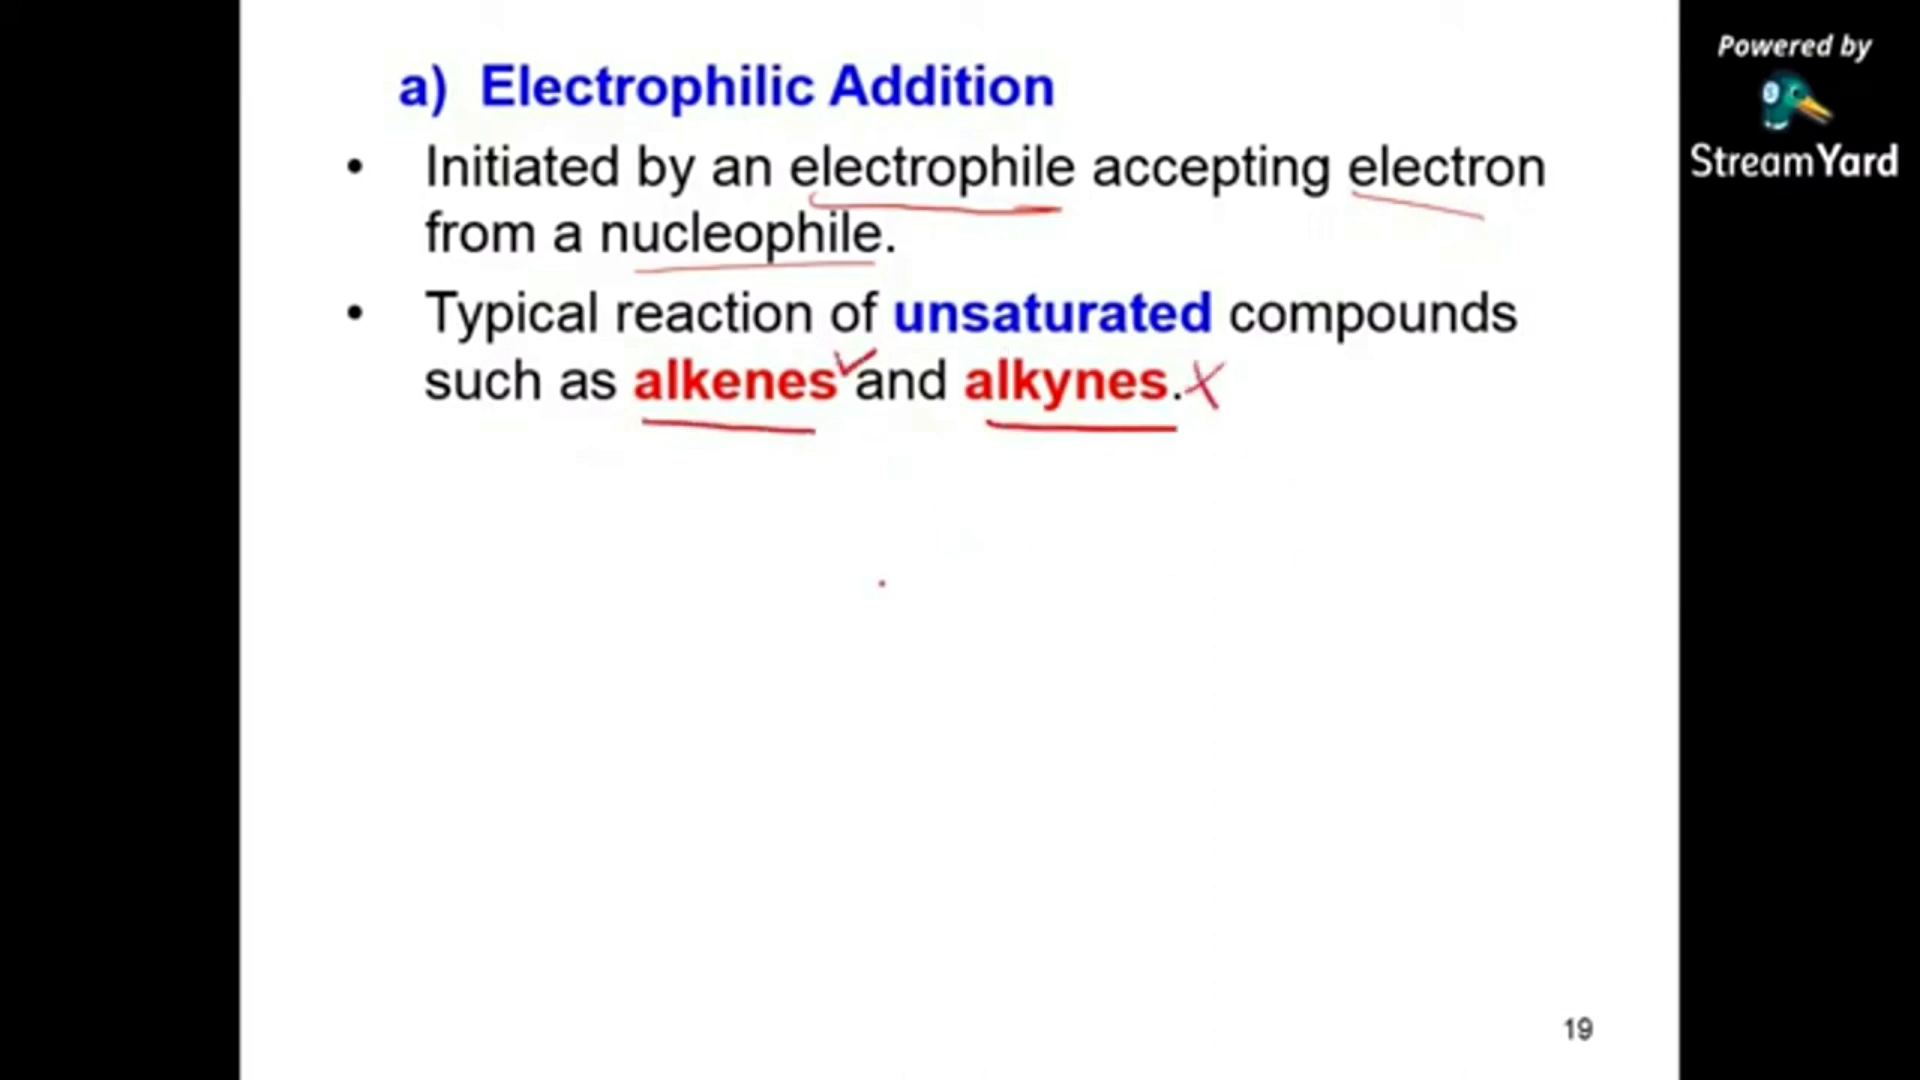 a) Electrophilic Addition
• Initiated by an electrophile accepting electron
from a nucleophile.
• Typical reaction of unsaturated compounds
such as alkenes and alkynes.
19
Powered by
StreamYard